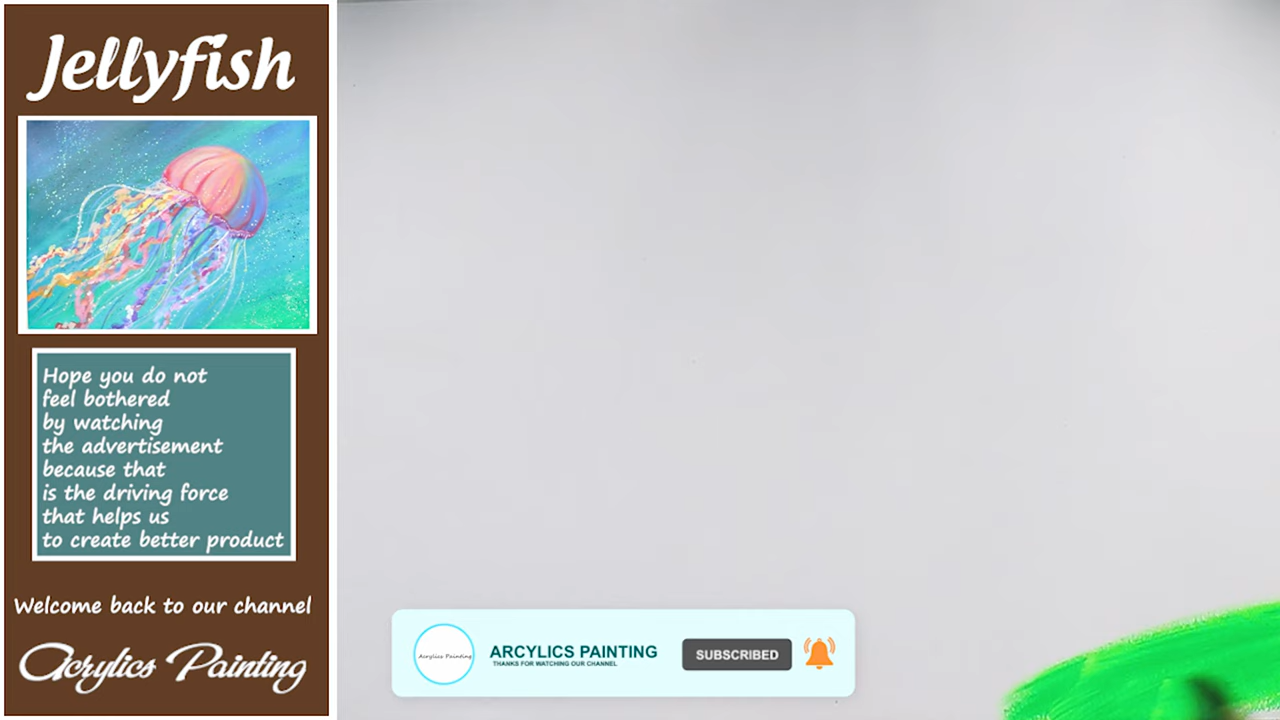 Jellyfish
Hope you do not
feel bothered
by watching
the advertisement
because that
is the driving force
that helps us
to create better product
Welcome back to our channel
Acrylics Painting
Acrylics Painting
ARCYLICS PAINTING
THANKS FOR WATCHING OUR CHANNEL
SUBSCRIBED